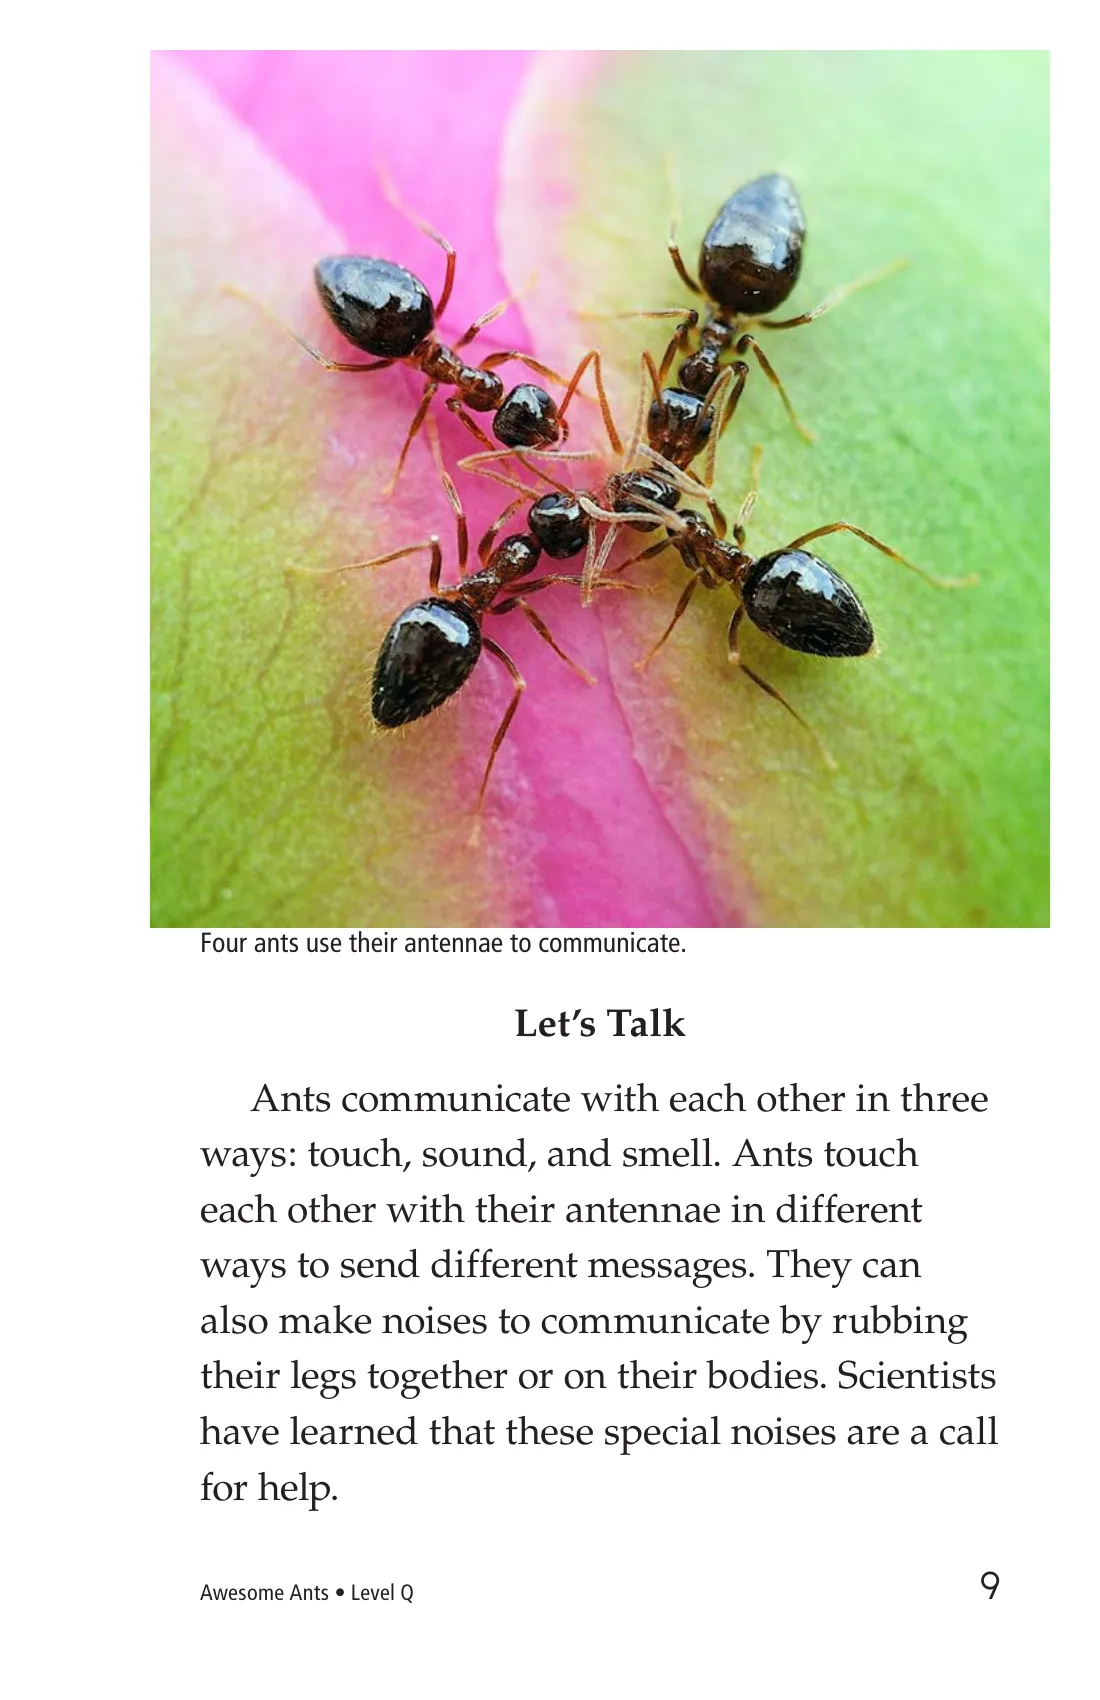 Four ants use their antennae to communicate.
Let’s Talk
Ants communicate with each other in three
ways: touch, sound, and smell. Ants touch
each other with their antennae in different
ways to send different messages. They can
also make noises to communicate by rubbing
their legs together or on their bodies. Scientists
have learned that these special noises are a call
for help.
Awesome Ants • Level Q
9